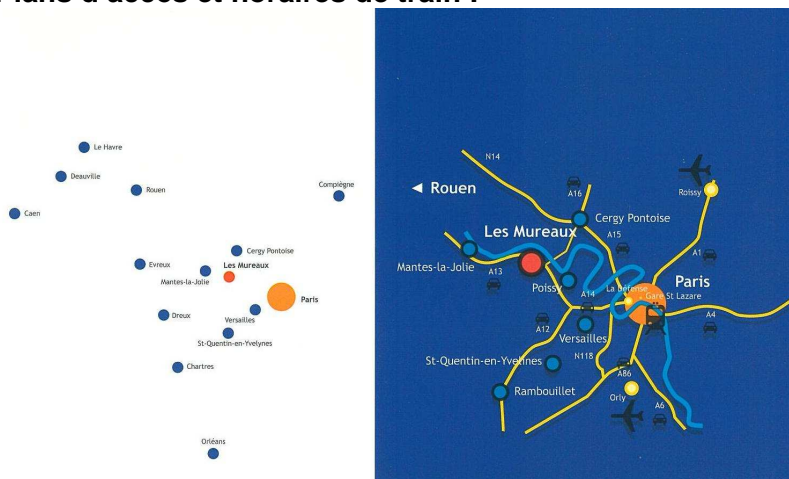 Plans d'accès et horaires de train :
Le Havre
Deauville
Rouen
Compiègne
Caen
Cergy Pontoise
Evreux
Les Mureaux
Mantes-la-Jolie
Paris
Dreux
Versailles
St-Quentin-en-Yvelynes
Chartres
Orléans
N14
Rouen
A16
Roissy
Cergy Pontoise
Les Mureaux
A15
A1
Mantes-la-Jolie
A13
Poissy
A14
La Défense
Paris
Gare St Lazare
A4
A12
Versailles
N118
St-Quentin-en-Yvelines
A86
Rambouillet
Orly
A6